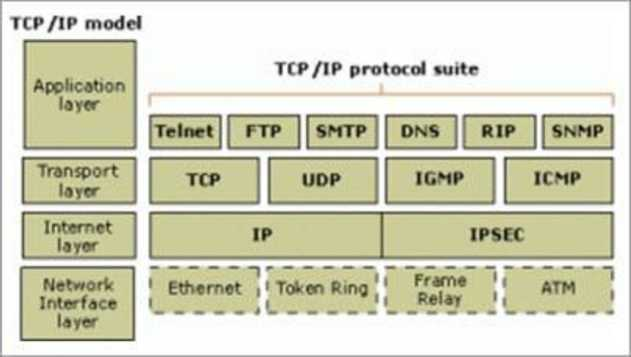 TCP/IP model
TCP/IP protocol suite
Application
layer
Telnet FTP SMTP DNS RIP SNMP
Transport
layer
TCP UDP IGMP ICMP
Internet
layer
IP IPSEC
Network
Interface
layer
Ethernet Token Ring Frame
Relay ATM